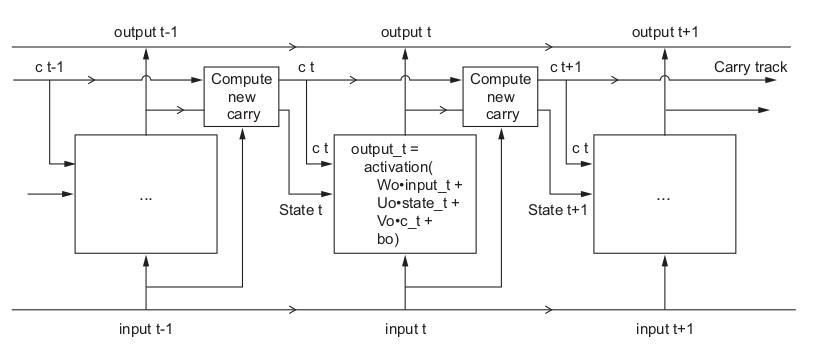 output t-1
output t
output t+1
c t-1
Compute
new
carry
c t
Compute
new
carry
c t+1
Carry track
...
c t
State t
output_t =
activation(
Wo•input_t +
Uo•state_t +
Vo•c_t +
bo)
c t
State t+1
...
input t-1
input t
input t+1